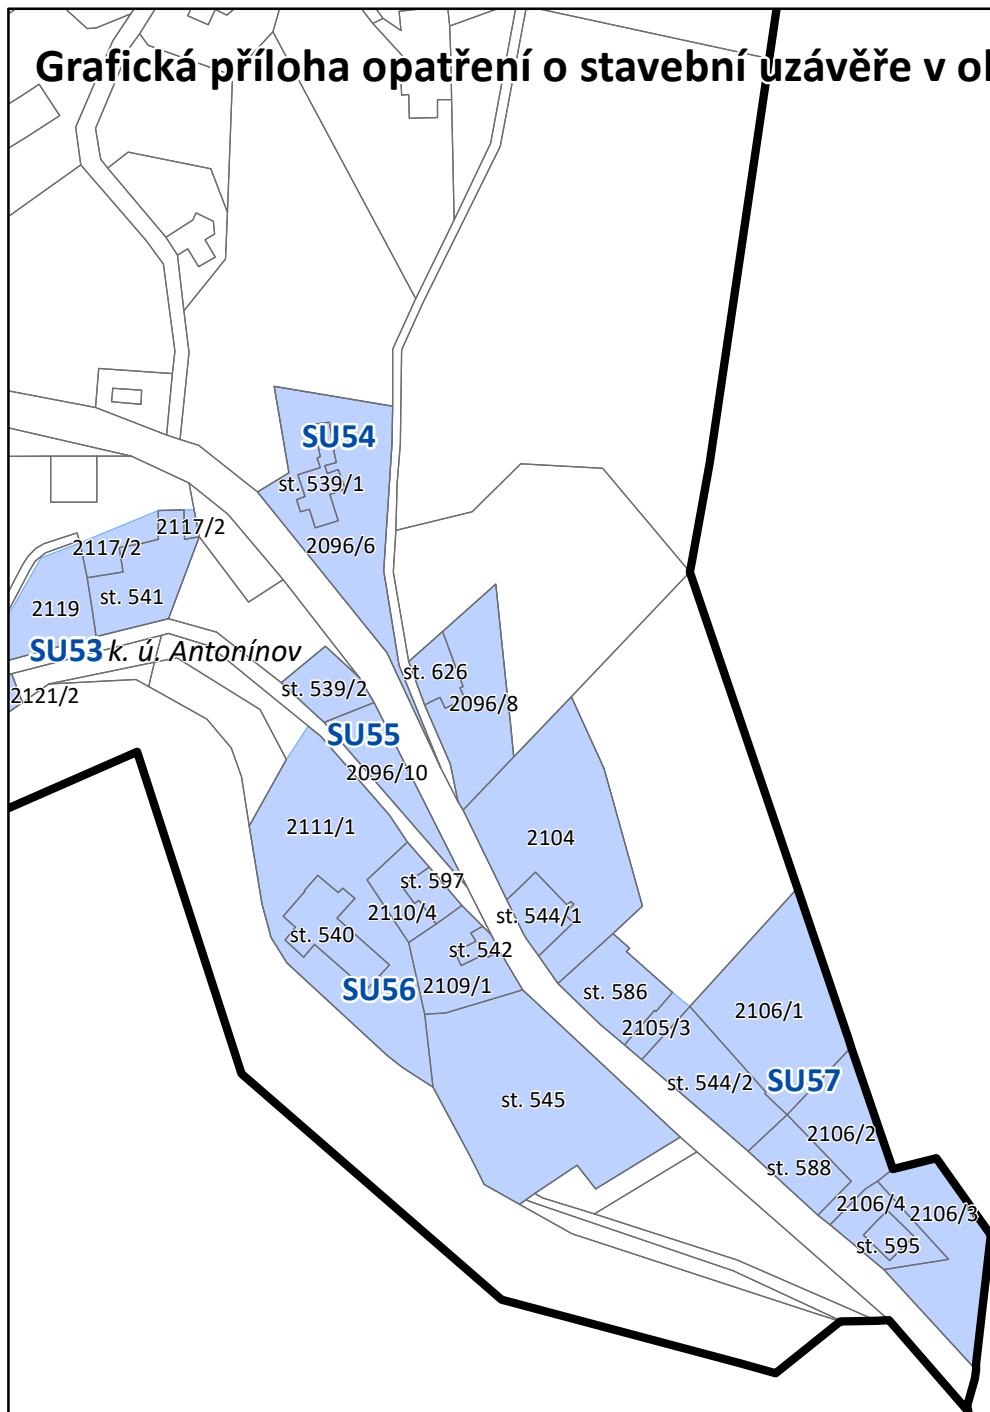 Grafická příloha opatření o stavební uzávěře v ol
SU54
st. 539/1
2117/2
2096/6
2117/2
st. 541
2119
SU53 k. ú. Antonínov
st. 626
st. 539/2
2121/2
2096/8
SU55
2096/10
2111/1
2104
st. 597
2110/4
st. 544/1
st. 540
st. 542
2109/1
SU56
st. 586
2106/1
2105/3
st. 544/2
SU57
st. 545
2106/2
st. 588
2106/4
2106/3
st. 595